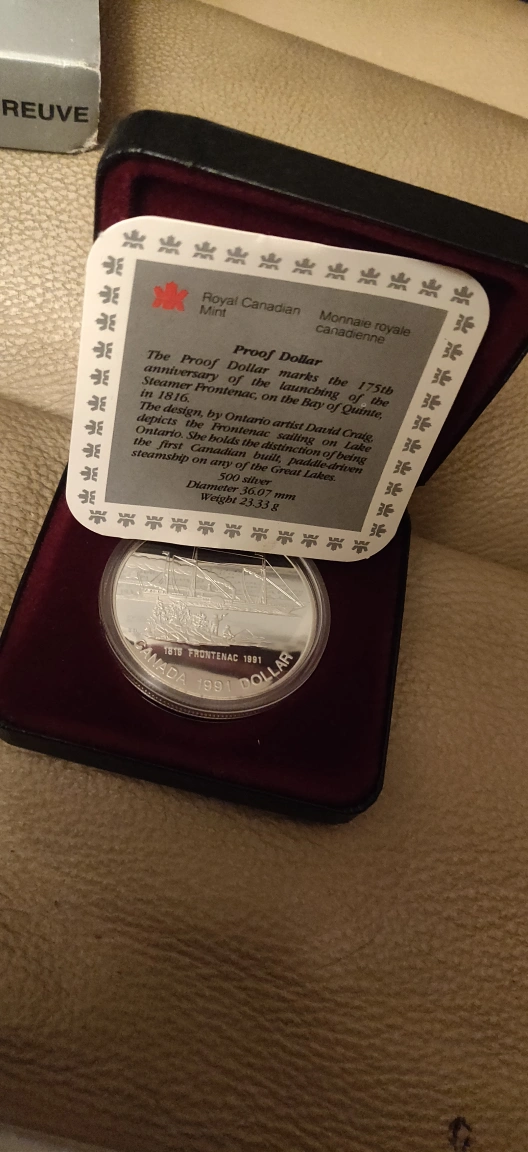 REUVE
Royal Canadian
Mint
Monnaie royale
canadienne
Proof Dollar
The Proof Dollar marks the 175th
anniversary of the launching of the
Steamer Frontenac, on the Bay of Quinte,
in 1816.
The design, by Ontario artist David Craig,
depicts the Frontenac sailing on Lake
Ontario. She holds the distinction of being
the first Canadian built, paddle-driven
steamship on any of the Great Lakes.
500 silver
Diameter 36.07 mm
Weight 23.33 g
1816 FRONTENAC 1991
CANADA 1991 DOLLAR